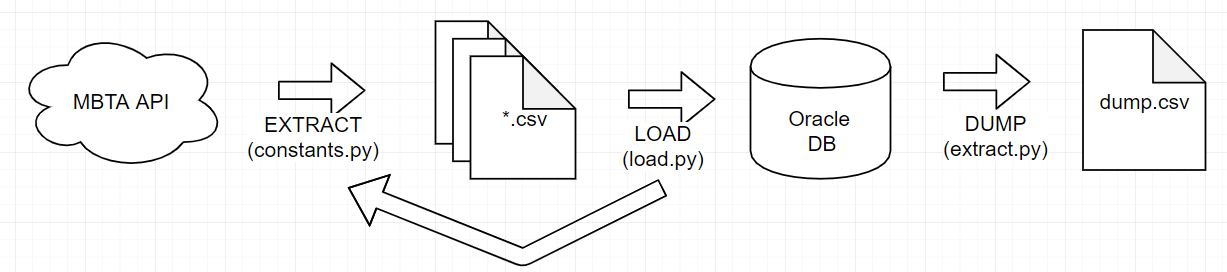 MBTA API
EXTRACT
(constants.py)
*.csv
LOAD
(load.py)
Oracle
DB
DUMP
(extract.py)
dump.csv